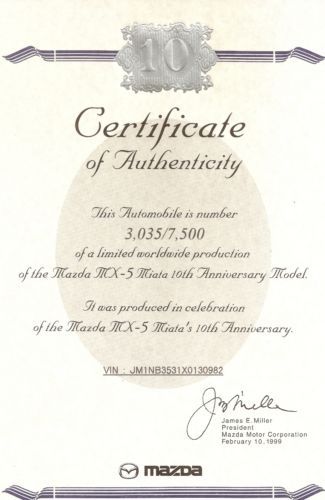 10
Certificate
of Authenticity
This Automobile is number
3,035/7,500
of a limited worldwide production
of the Mazda MX-5 Miata 10th Anniversary Model.
It was produced in celebration
of the Mazda MX-5 Miata's 10th Anniversary.
VIN : JM1NB3531X0130982
James E. Miller
President
Mazda Motor Corporation
February 10. 1999
mazda